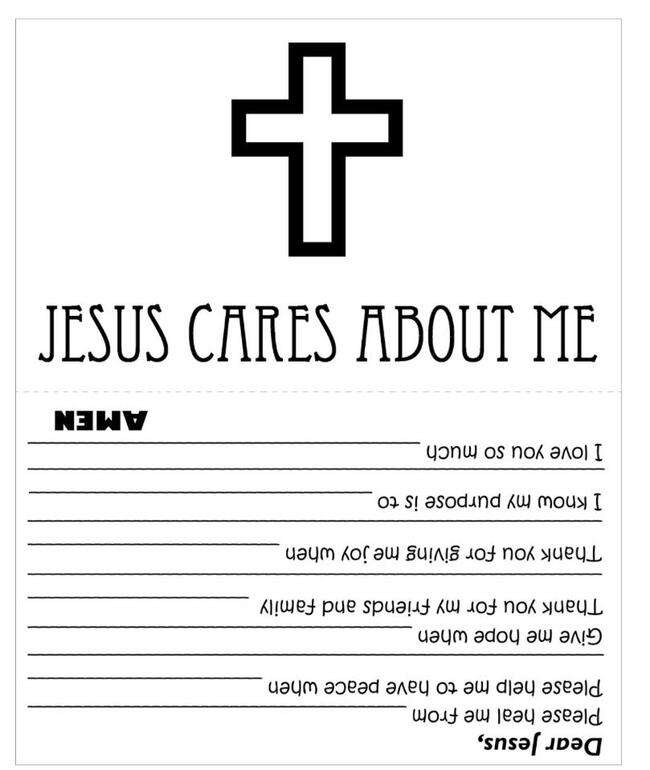 JESUS CARES ABOUT ME
Dear Jesus,
Please heal me from
Please help me to have peace when
Give me hope when
Thank you for my friends and family
Thank you for giving me joy when
I know my purpose is to
I love you so much
AMEN